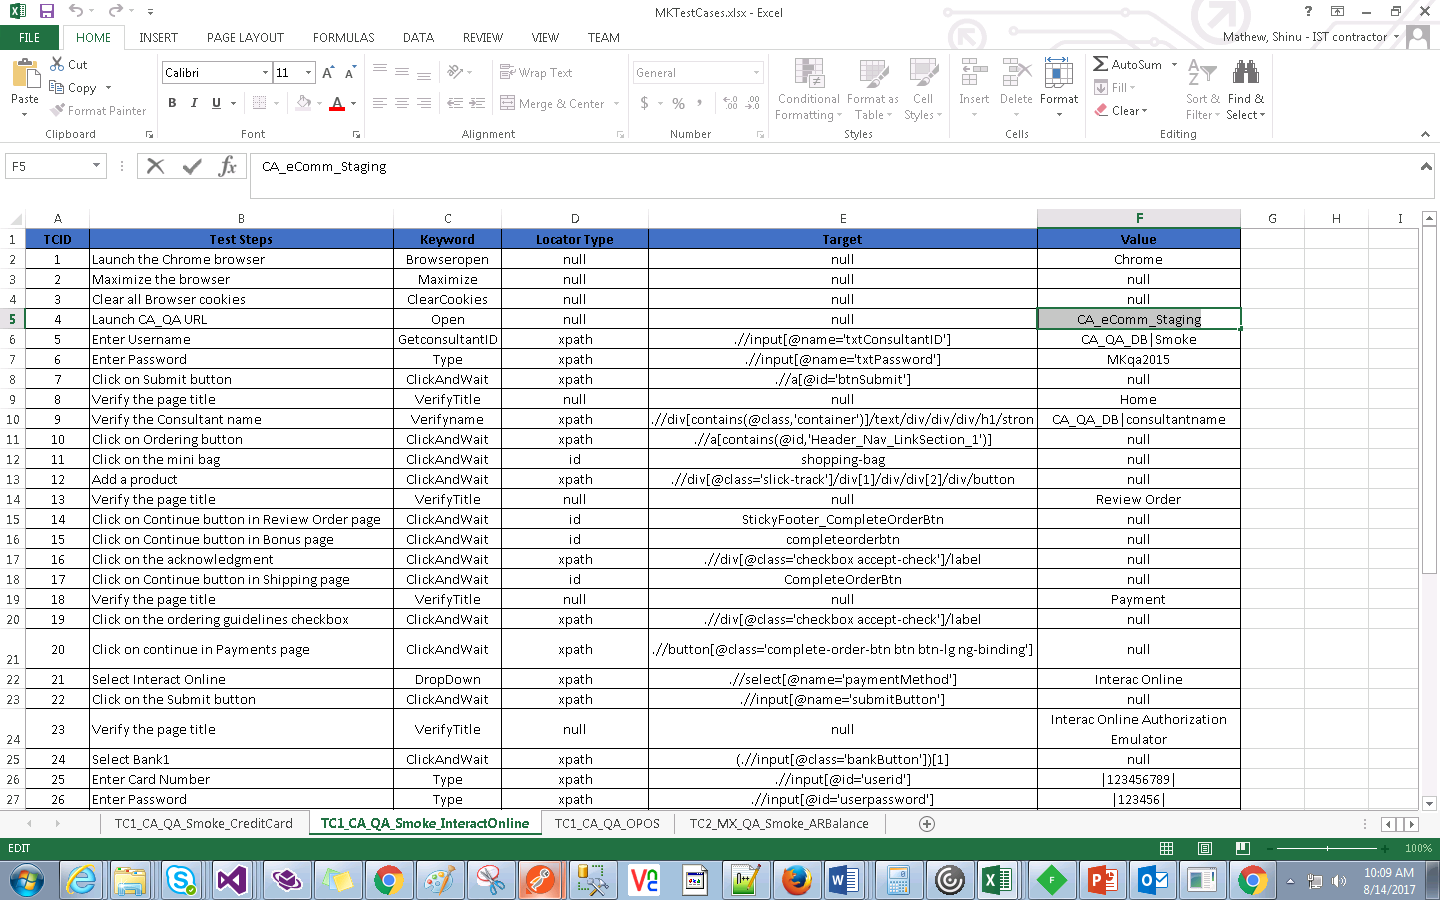 MKTestCases.xlsx - Excel
FILE HOME INSERT PAGE LAYOUT FORMULAS DATA REVIEW VIEW TEAM Mathew, Shinu - IST contractor
Cut
Copy
Format Painter
Paste
Calibri 11
B I U A
Wrap Text
Merge & Center
General
$ % ,
Conditional Formatting
Format as Table
Cell Styles
Insert Delete Format
AutoSum
Fill
Clear
Sort & Filter
Find & Select
Clipboard Font Alignment Number Styles Cells Editing
F5 fx CA_eComm_Staging
A B C D E F G H I
1 TCID Test Steps Keyword Locator Type Target Value
2 1 Launch the Chrome browser Browseropen null null Chrome
3 2 Maximize the browser Maximize null null null
4 3 Clear all Browser cookies ClearCookies null null null
5 4 Launch CA_QA URL Open null null CA_eComm_Staging
6 5 Enter Username GetconsultantID xpath .//input[@name='txtConsultantID'] CA_QA_DB|Smoke
7 6 Enter Password Type xpath .//input[@name='txtPassword'] MKqa2015
8 7 Click on Submit button ClickAndWait xpath .//a[@id='btnSubmit'] null
9 8 Verify the page title VerifyTitle null null Home
10 9 Verify the Consultant name Verifyname xpath .//div[contains(@class,'container')]/text/div/div/div/h1/stron CA_QA_DB|consultantname
11 10 Click on Ordering button ClickAndWait xpath .//a[contains(@id,'Header_Nav_LinkSection_1')] null
12 11 Click on the mini bag ClickAndWait id shopping-bag null
13 12 Add a product ClickAndWait xpath .//div[@class='slick-track']/div[1]/div/div[2]/div/button null
14 13 Verify the page title VerifyTitle null null Review Order
15 14 Click on Continue button in Review Order page ClickAndWait id StickyFooter_CompleteOrderBtn null
16 15 Click on Continue button in Bonus page ClickAndWait id completeorderbtn null
17 16 Click on the acknowledgment ClickAndWait xpath .//div[@class='checkbox accept-check']/label null
18 17 Click on Continue button in Shipping page ClickAndWait id CompleteOrderBtn null
19 18 Verify the page title VerifyTitle null null Payment
20 19 Click on the ordering guidelines checkbox ClickAndWait xpath .//div[@class='checkbox accept-check']/label null
21 20 Click on continue in Payments page ClickAndWait xpath .//button[@class='complete-order-btn btn btn-lg ng-binding'] null
22 21 Select Interact Online DropDown xpath .//select[@name='paymentMethod'] Interac Online
23 22 Click on the Submit button ClickAndWait xpath .//input[@name='submitButton'] null
24 23 Verify the page title VerifyTitle null null Interac Online Authorization
Emulator
25 24 Select Bank1 ClickAndWait xpath (.//input[@class='bankButton'])[1] null
26 25 Enter Card Number Type xpath .//input[@id='userid'] |123456789|
27 26 Enter Password Type xpath .//input[@id='userpassword'] |123456|
TC1_CA_QA_Smoke_CreditCard TC1_CA_QA_Smoke_InteractOnline TC1_CA_QA_OPOS TC2_MX_QA_Smoke_ARBalance
EDIT 100%
10:09 AM
8/14/2017